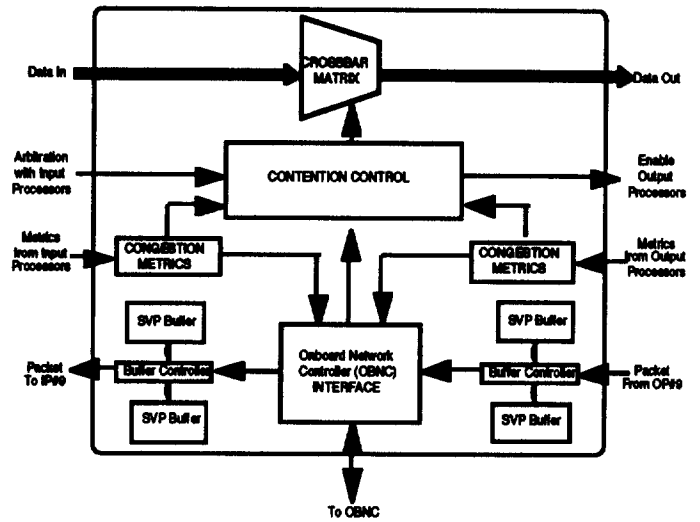 CROSSBAR
MATRIX
Data In
Data Out
Arbitration
with Input
Processors
CONTENTION CONTROL
Enable
Output
Processors
Metrics
from Input
Processors
CONGESTION
METRICS
CONGESTION
METRICS
Metrics
from Output
Processors
SVP Buffer
SVP Buffer
Onboard Network
Controller (OBNC)
INTERFACE
Packet
To IP#9
Buffer Controller
Buffer Controller
Packet
From OP#9
SVP Buffer
SVP Buffer
To OBNC